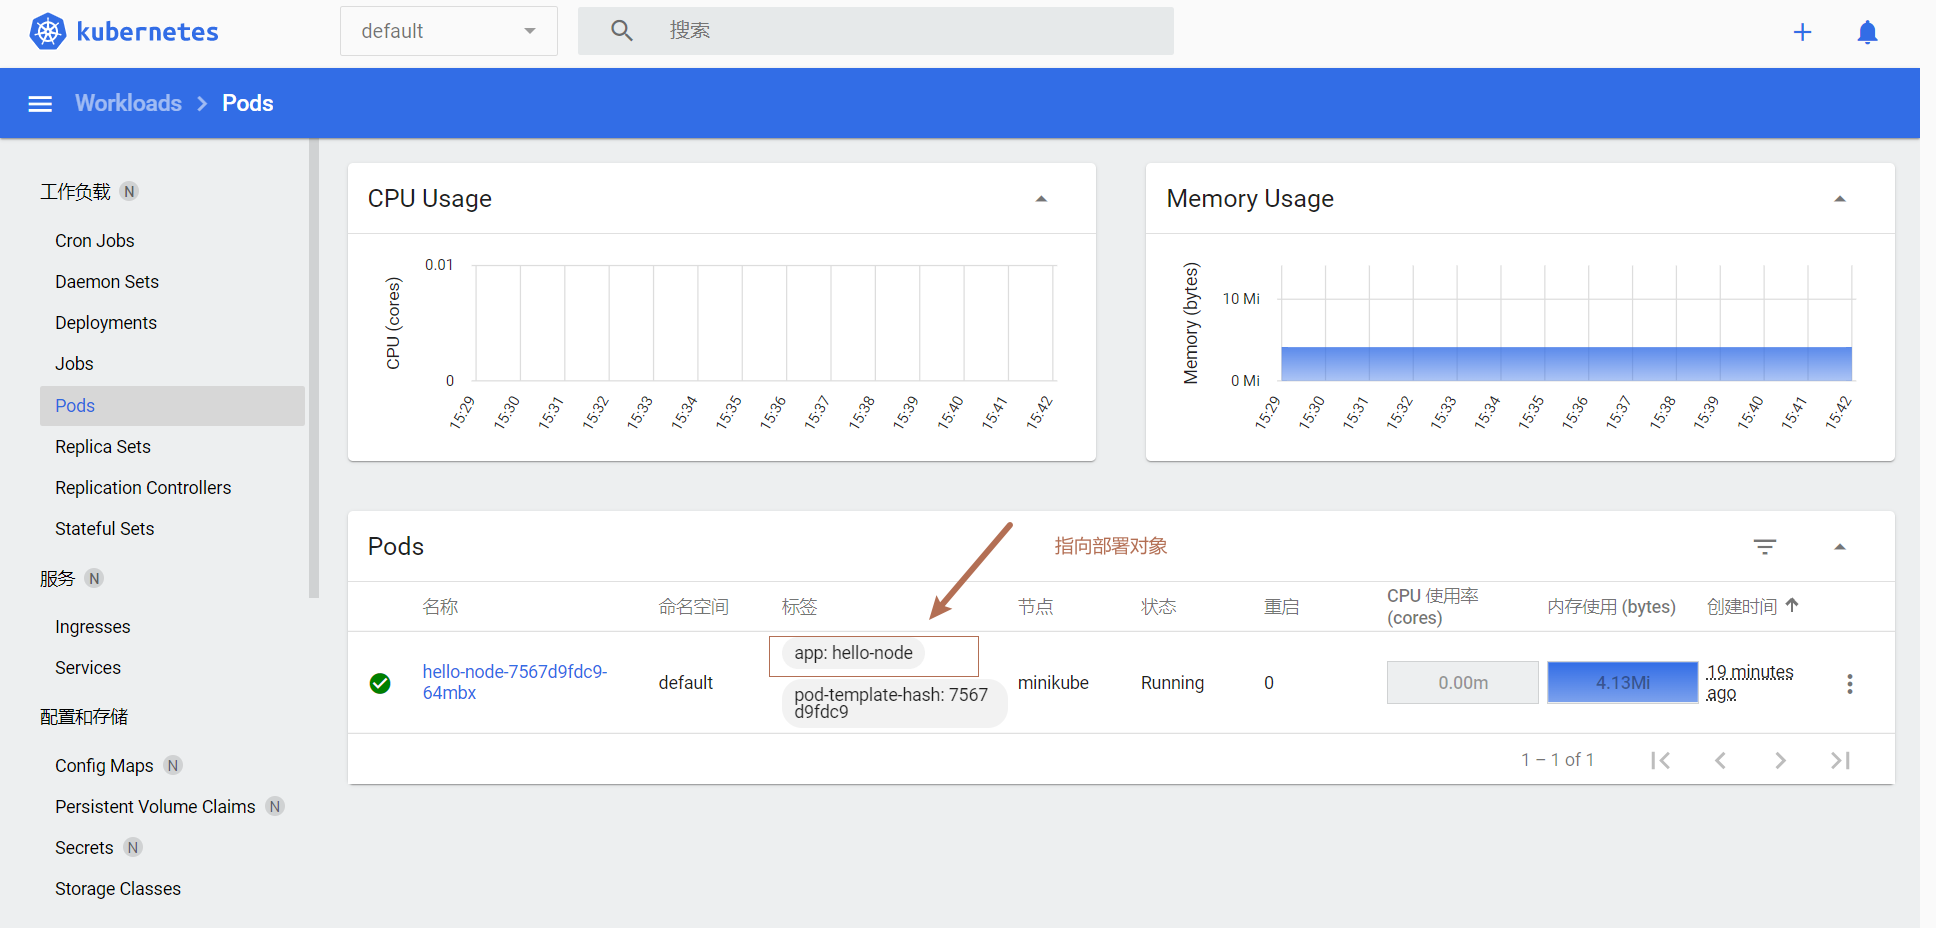 kubernetes
default
搜索
Workloads
Pods
工作负载 N
Cron Jobs
Daemon Sets
Deployments
Jobs
Pods
Replica Sets
Replication Controllers
Stateful Sets
服务 N
Ingresses
Services
配置和存储
Config Maps N
Persistent Volume Claims N
Secrets N
Storage Classes
CPU Usage
CPU (cores)
0.01
0
15:29 15:30 15:31 15:32 15:33 15:34 15:35 15:36 15:37 15:38 15:39 15:40 15:41 15:42
Memory Usage
Memory (bytes)
10 Mi
0 Mi
15:29 15:30 15:31 15:32 15:33 15:34 15:35 15:36 15:37 15:38 15:39 15:40 15:41 15:42
Pods
指向部署对象
名称
命名空间
标签
节点
状态
重启
CPU 使用率
(cores)
内存使用 (bytes)
创建时间
hello-node-7567d9fdc9-
64mbx
default
app: hello-node
pod-template-hash: 7567
d9fdc9
minikube
Running
0
0.00m
4.13Mi
19 minutes
ago
1 – 1 of 1